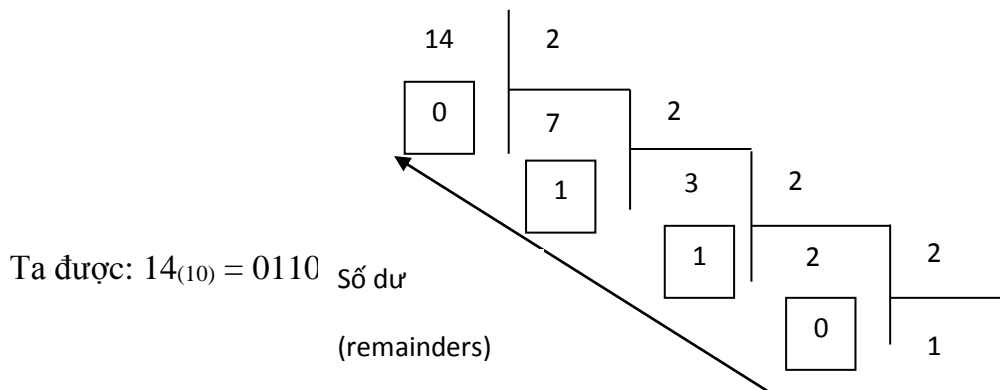 14 2
0 7 2
1 3 2
Ta được: 14(10) = 0110 Số dư 1 2 2
(remainders) 0 1